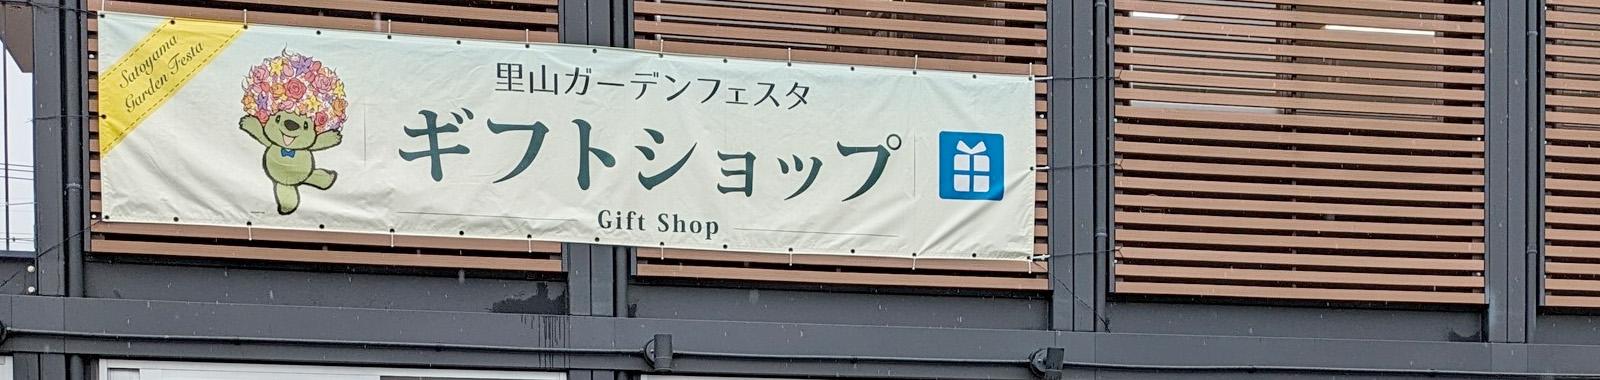 Satoyama
Garden Festa
里山ガーデンフェスタ
ギフトショップ
Gift Shop